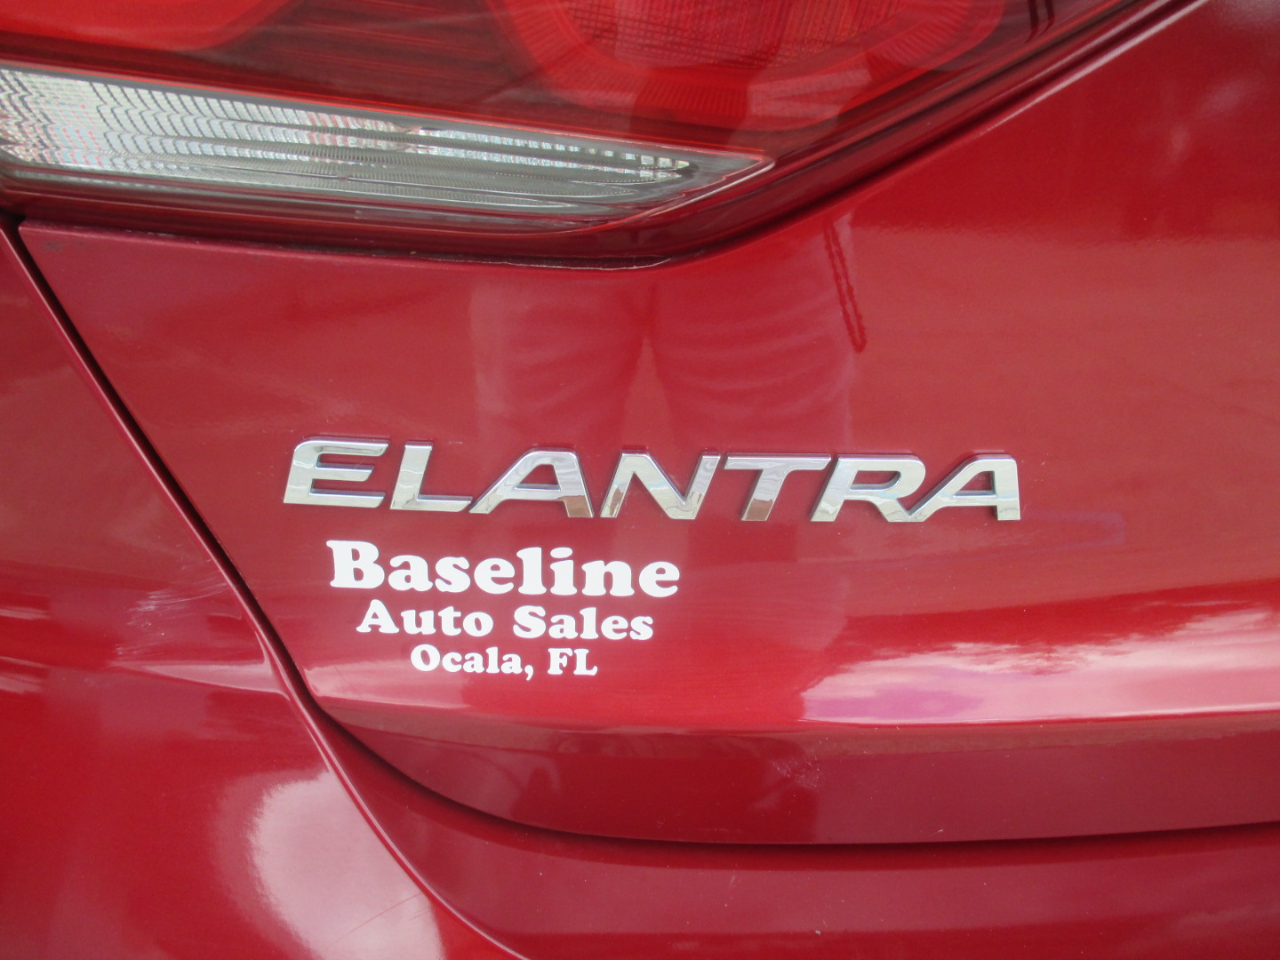 ELANTRA
Baseline
Auto Sales
Ocala, FL